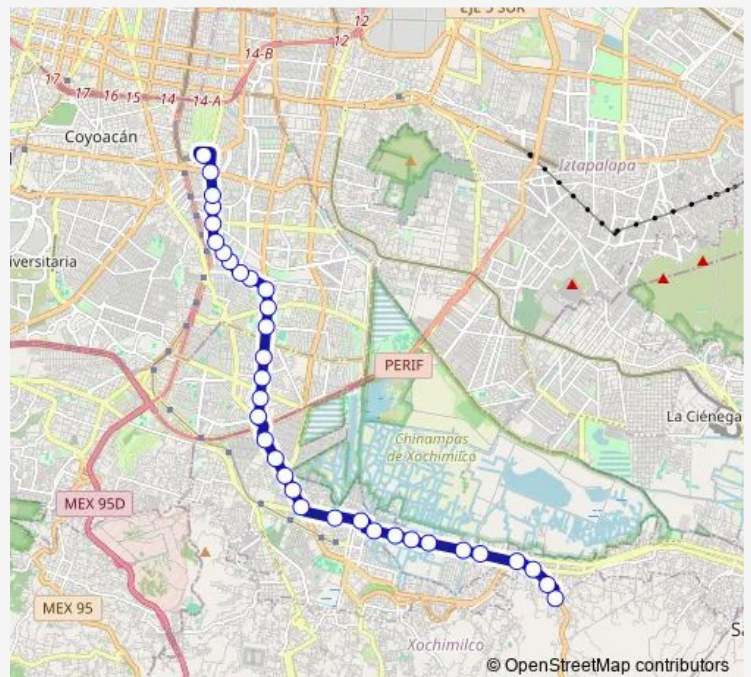 EJE 5 SUR
12
12
14-B
17
17
16
15
14
14-A
Coyoacán
Iztapalapa
iversitaria
PERIF
La Ciénega
Chinampas
de Xochimilco
MEX 95D
MEX 95
Xochimilco
© OpenStreetMap contributors